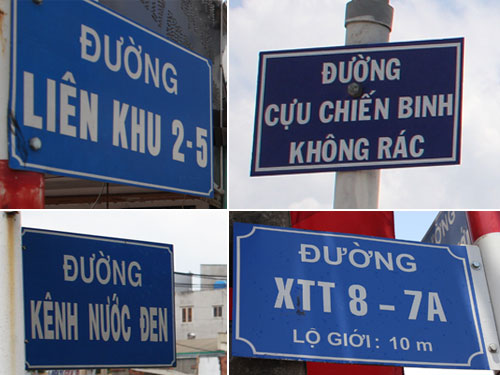 ĐƯỜNG
LIÊN KHU 2-5
ĐƯỜNG
CỰU CHIẾN BINH
KHÔNG RÁC
ĐƯỜNG
KÊNH NƯỚC ĐEN
ĐƯỜNG
XTT 8 - 7A
LỘ GIỚI : 10 m